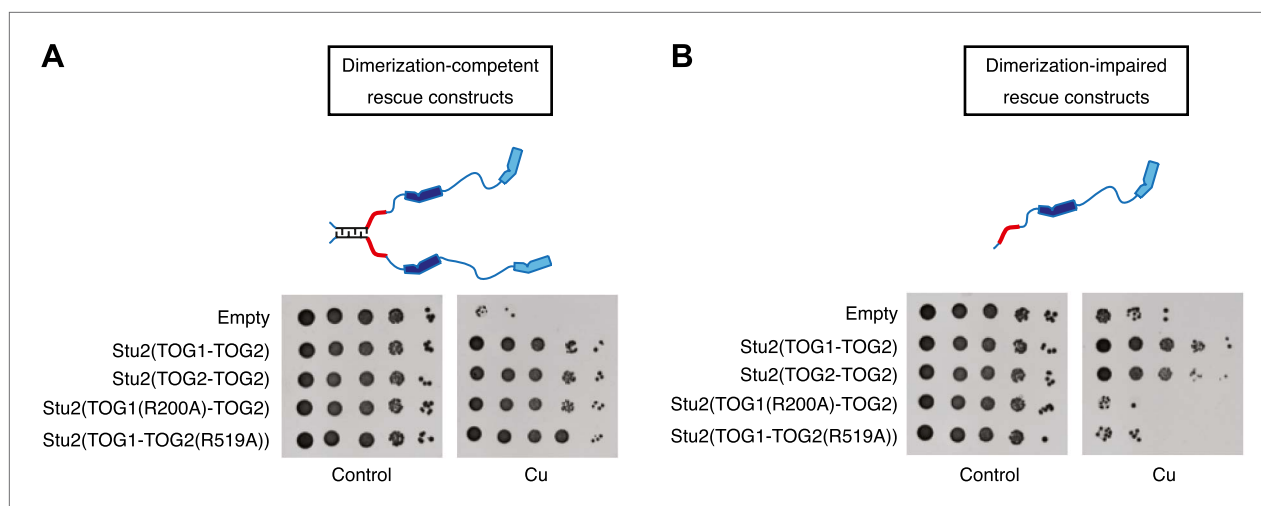 A
Dimerization-competent
rescue constructs
Empty
Stu2(TOG1-TOG2)
Stu2(TOG2-TOG2)
Stu2(TOG1(R200A)-TOG2)
Stu2(TOG1-TOG2(R519A))
Control
Cu
B
Dimerization-impaired
rescue constructs
Empty
Stu2(TOG1-TOG2)
Stu2(TOG2-TOG2)
Stu2(TOG1(R200A)-TOG2)
Stu2(TOG1-TOG2(R519A))
Control
Cu